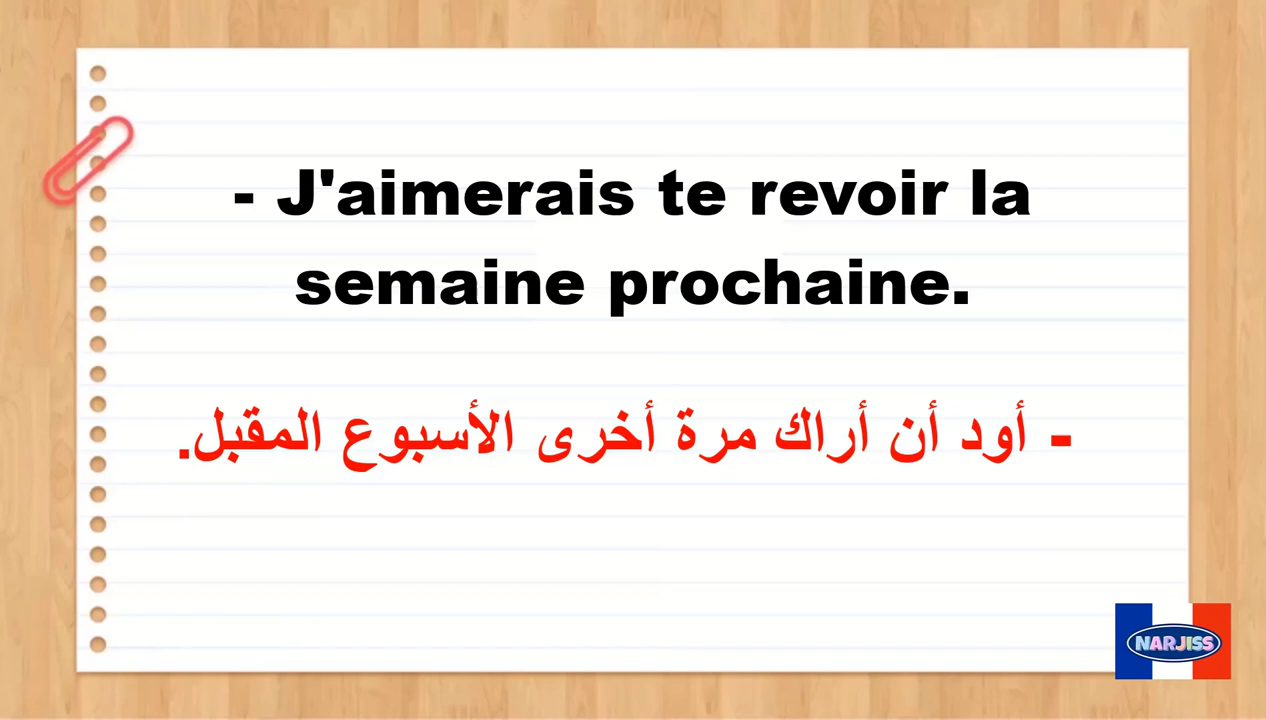 - J'aimerais te revoir la
semaine prochaine.
- أود أن أراك مرة أخرى الأسبوع المقبل.
NARJISS